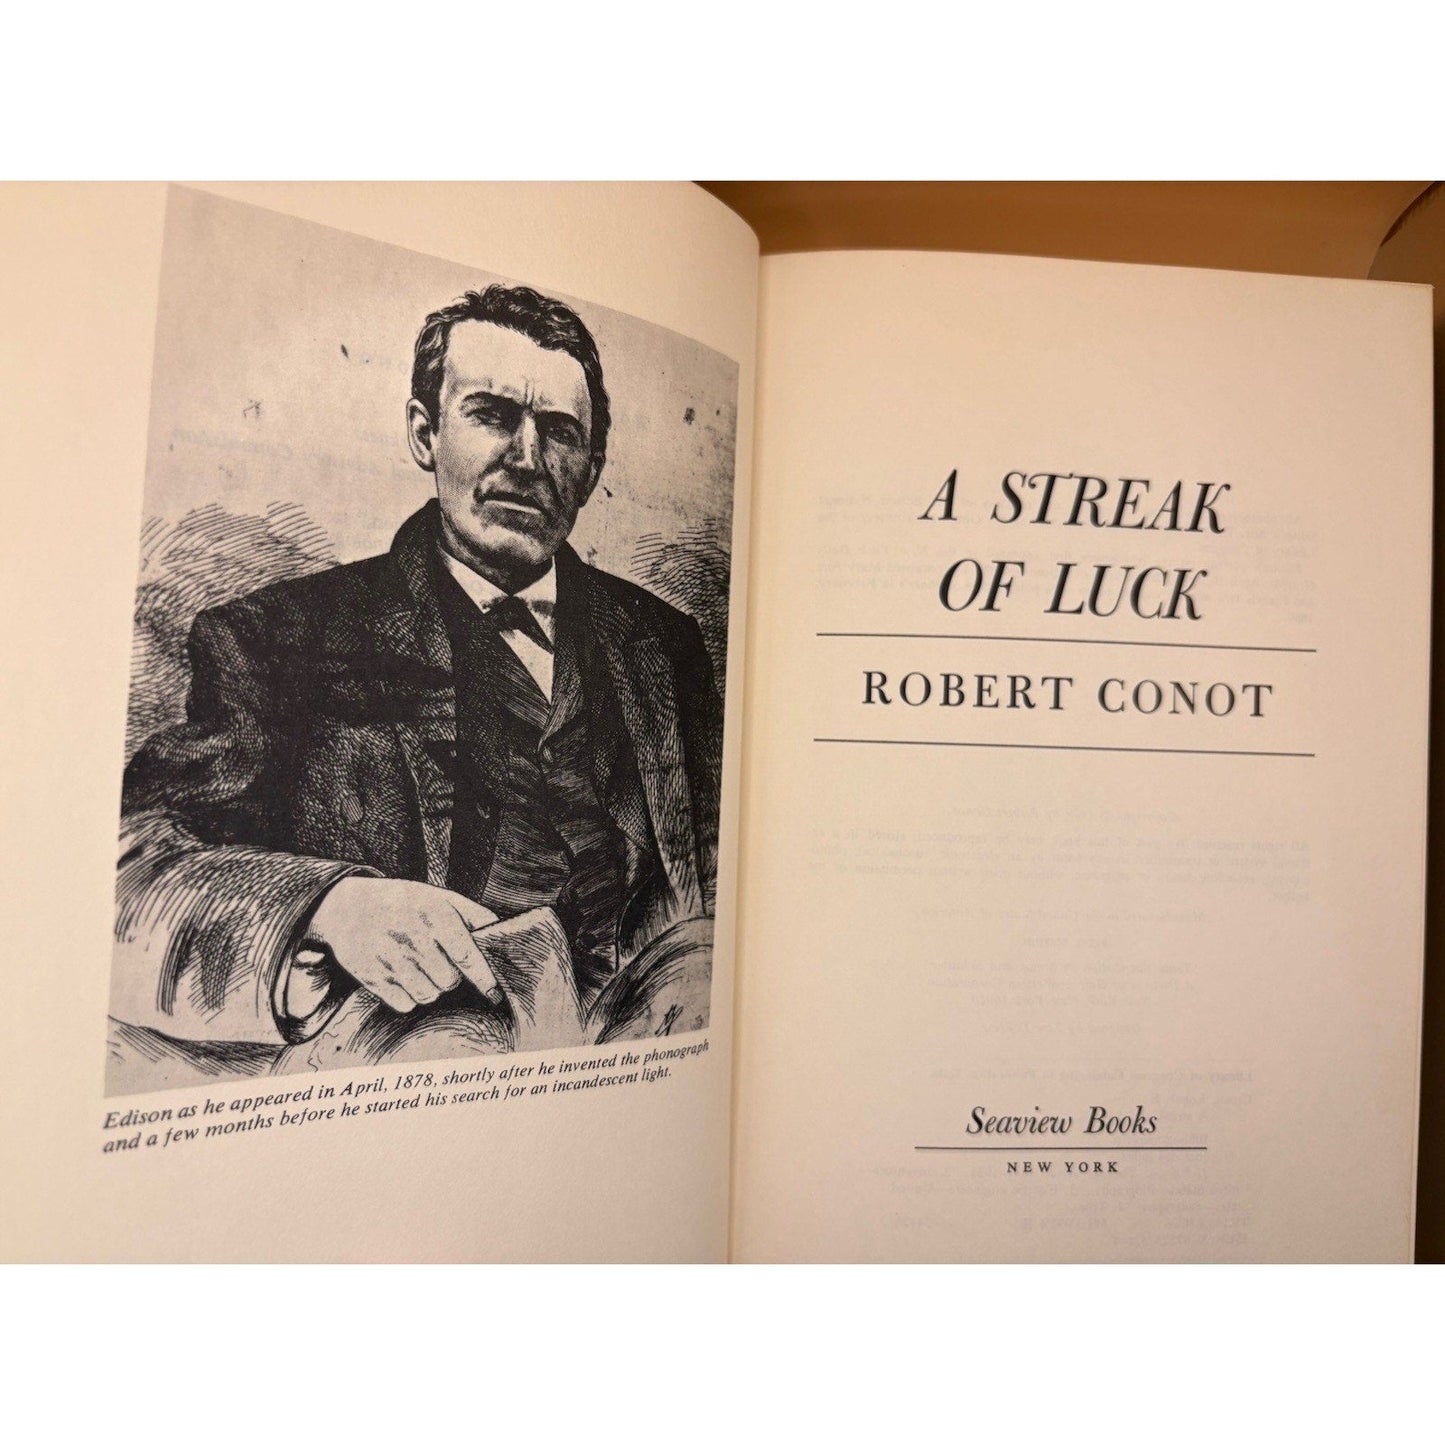 Edison as he appeared in April, 1878, shortly after he invented the phonograph
and a few months before he started his search for an incandescent light.
A STREAK
OF LUCK
ROBERT CONOT
Seaview Books
NEW YORK